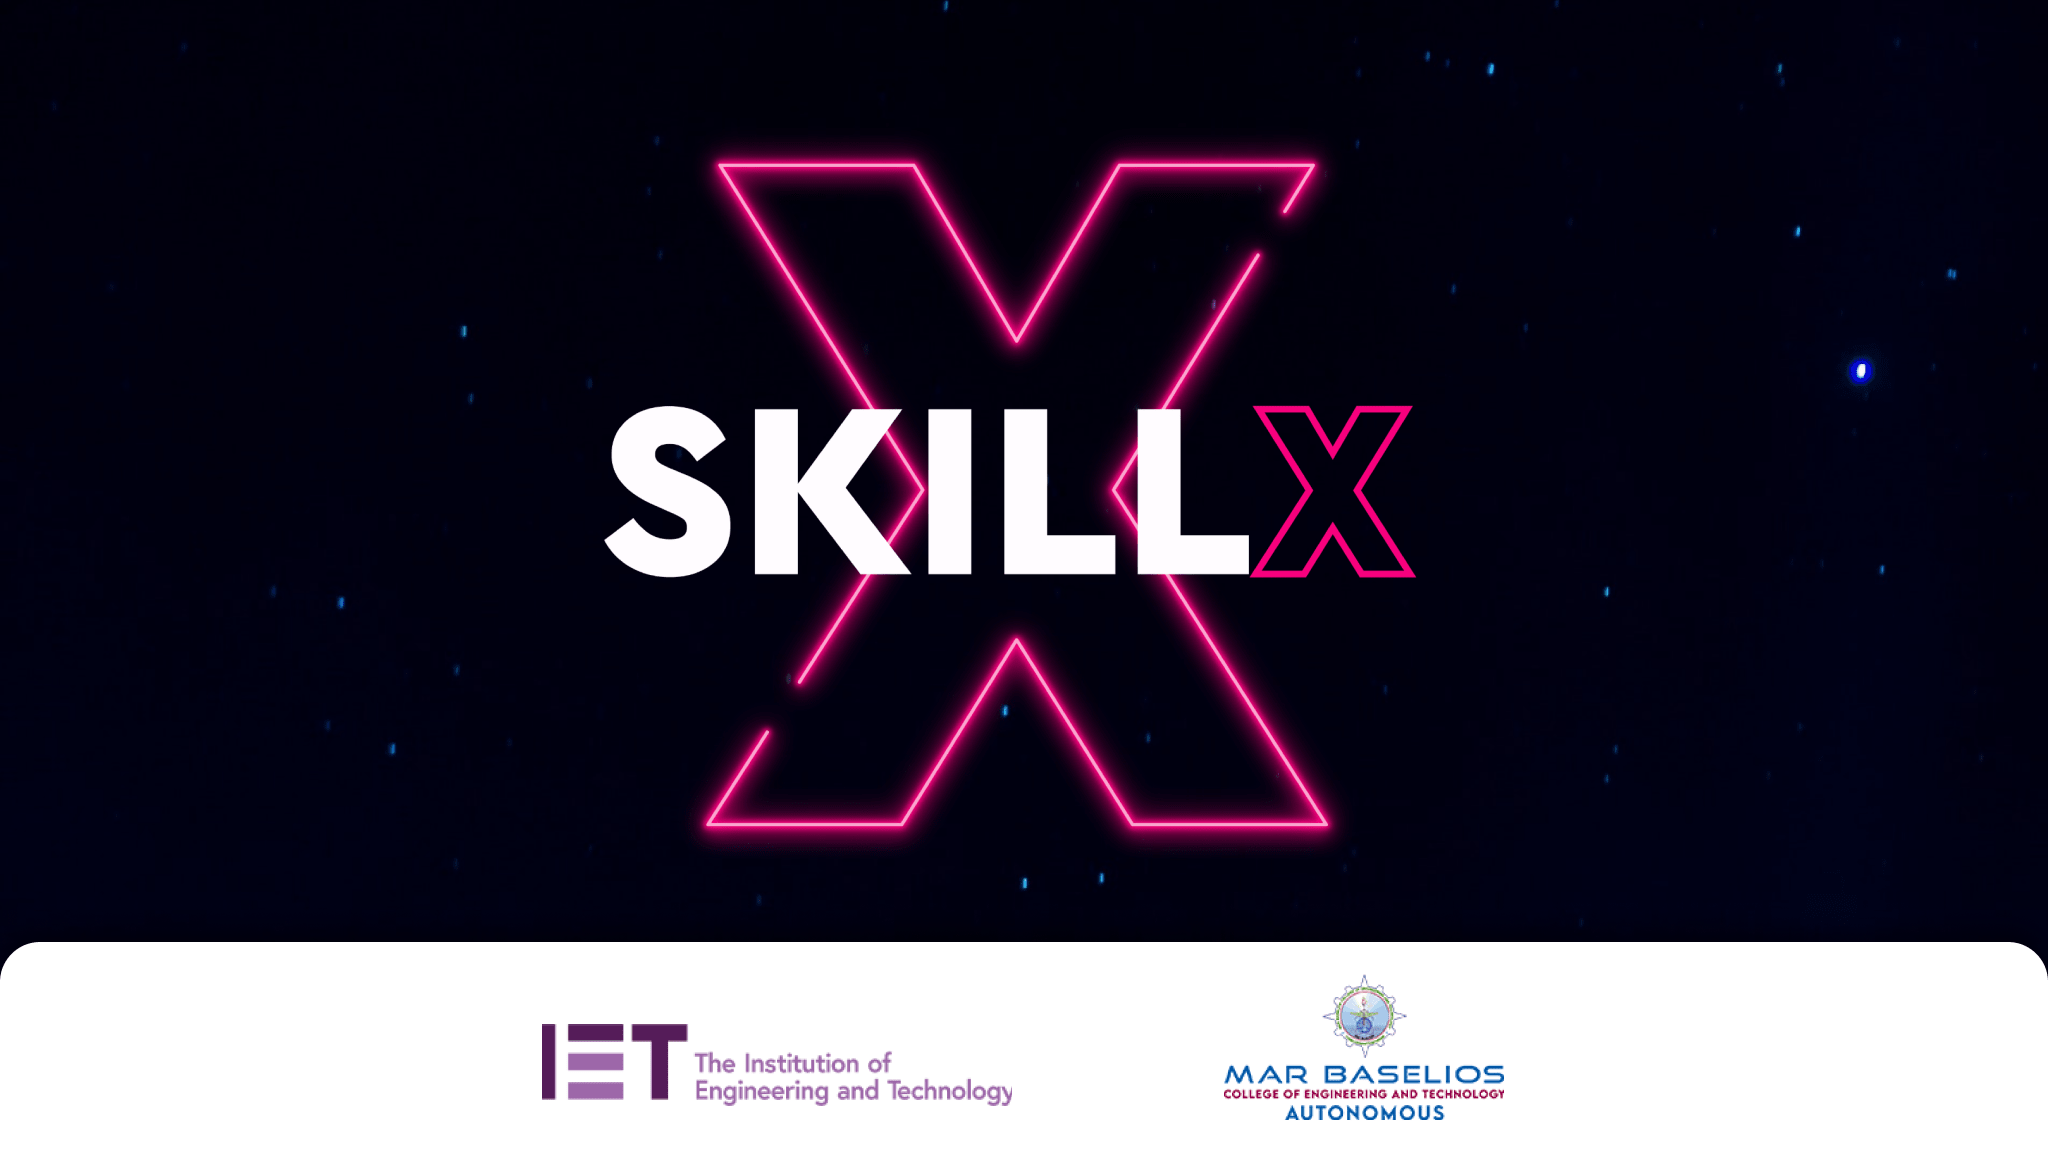 SKILLX
IET
The Institution of
Engineering and Technology
MAR BASELIOS
COLLEGE OF ENGINEERING AND TECHNOLOGY
AUTONOMOUS